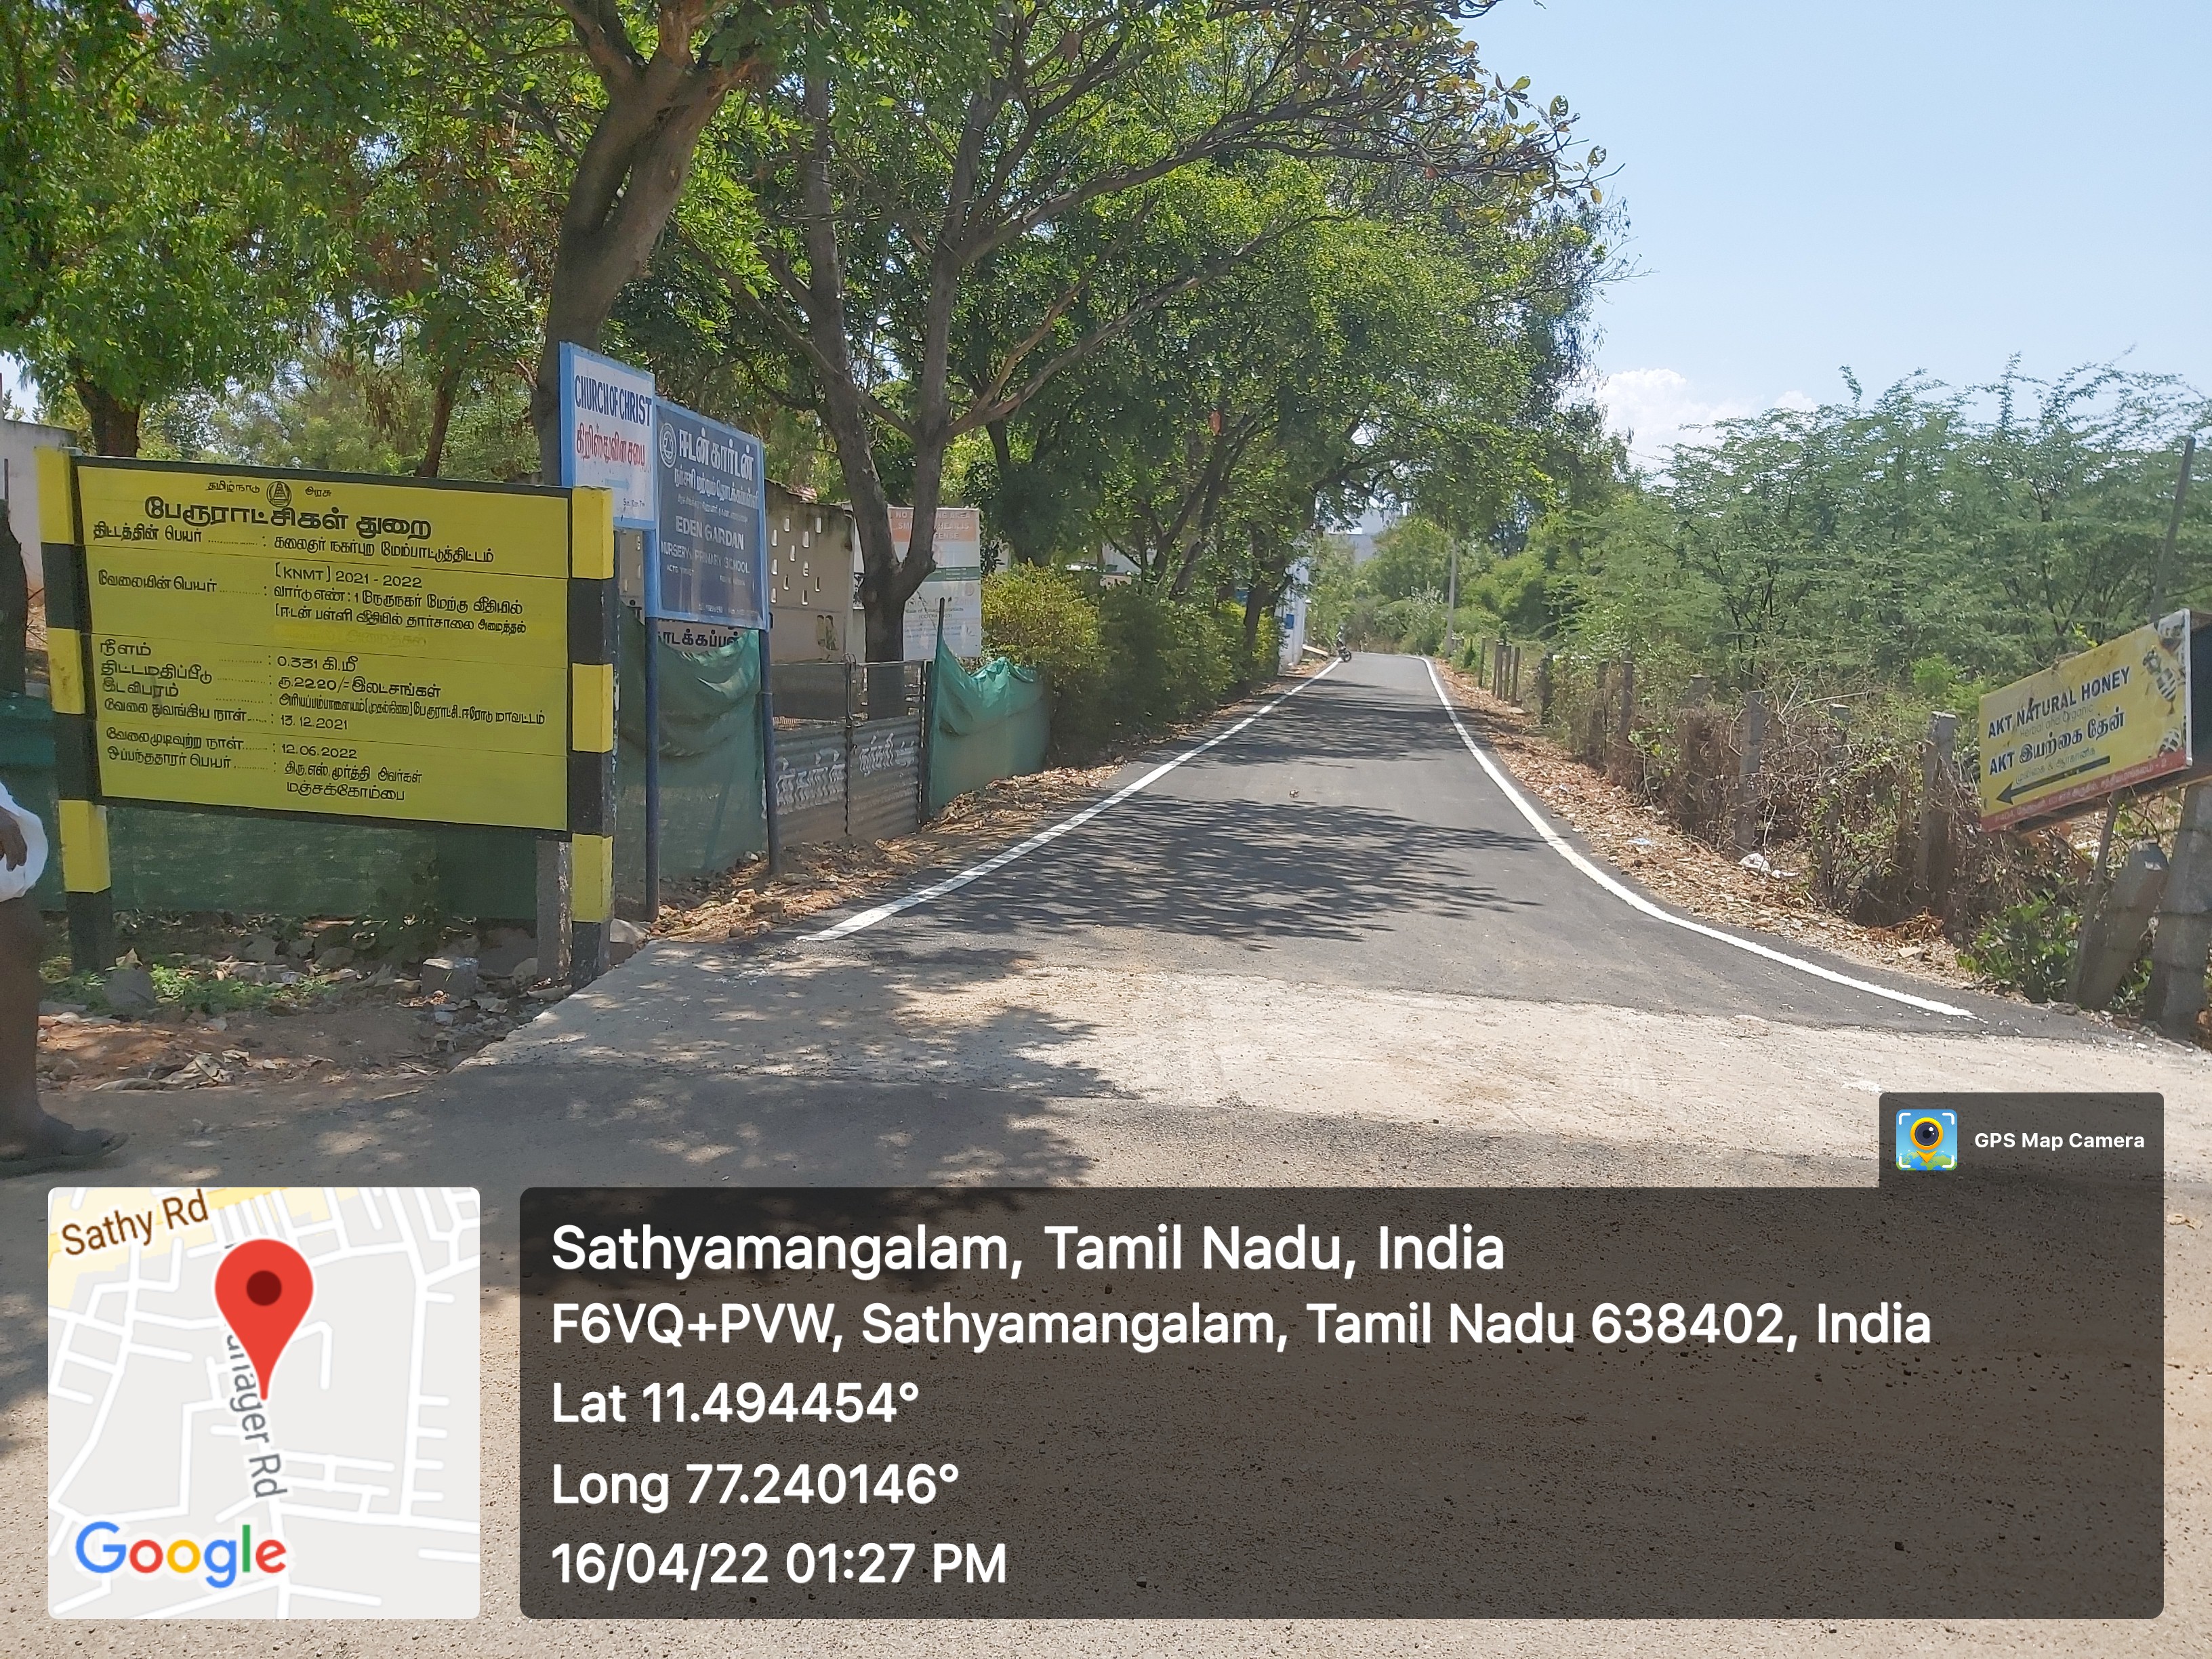 தமிழ்நாடு அரசு
பேரூராட்சிகள் துறை
திட்டத்தின் பெயர் : கலைஞர் நகர்புற மேம்பாட்டுத்திட்டம்
[KNMT] 2021 - 2022
வேலையின் பெயர் : வார்டு எண்: 1 நேருநகர் மேற்கு வீதியில்
[ஈடன் பள்ளி வீதியில் தார்சாலை அமைத்தல்
நீளம் : 0.331 கி.மீ
திட்டமதிப்பீடு : ரூ.22.20/= இலட்சங்கள்
இடவிபரம் : அரியப்பம்பாளையம் பேரூராட்சி. ஈரோடு மாவட்டம்
வேலை துவங்கிய நாள் : 13.12.2021
வேலைமுடிவுற்ற நாள் : 12.06.2022
ஒப்பந்ததாரர் பெயர் : திரு.எஸ்.மூர்த்தி அவர்கள்
மஞ்சக்கோம்பை
CHURCH OF CHRIST
கிறிஸ்துவின் சபை
ஈடன் கார்டன்
EDEN GARDAN
NURSERY & PRIMARY SCHOOL
AKT NATURAL HONEY
Herbal and Organic
AKT இயற்கை தேன்
GPS Map Camera
Sathy Rd
Rd
Google
Sathyamangalam, Tamil Nadu, India
F6VQ+PVW, Sathyamangalam, Tamil Nadu 638402, India
Lat 11.494454°
Long 77.240146°
16/04/22 01:27 PM